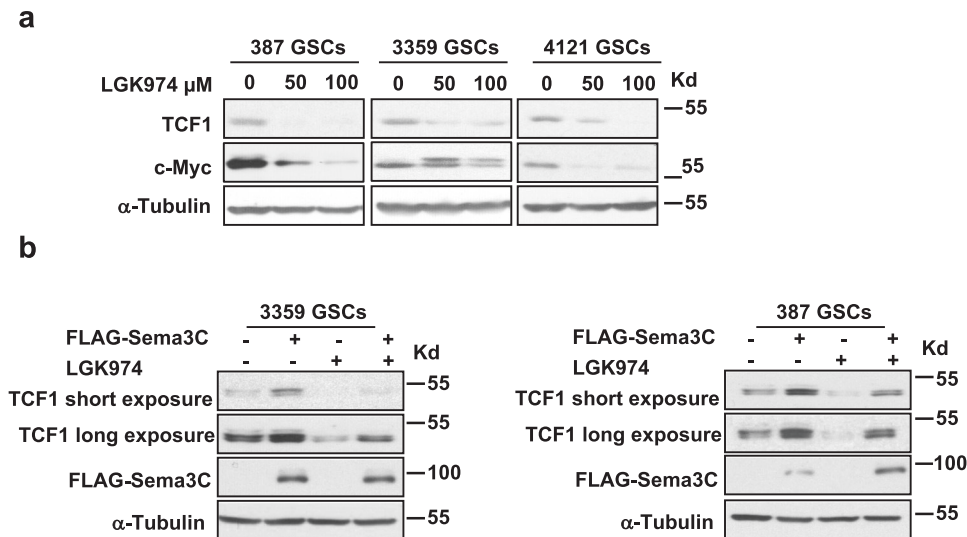 a
387 GSCs 3359 GSCs 4121 GSCs
LGK974 µM 0 50 100 0 50 100 0 50 100 Kd
TCF1 55
c-Myc 55
α-Tubulin 55
b
3359 GSCs
FLAG-Sema3C - + - +
LGK974 - - + + Kd
TCF1 short exposure 55
TCF1 long exposure 55
FLAG-Sema3C 100
α-Tubulin 55
387 GSCs
FLAG-Sema3C - + - +
LGK974 - - + + Kd
TCF1 short exposure 55
TCF1 long exposure 55
FLAG-Sema3C 100
α-Tubulin 55